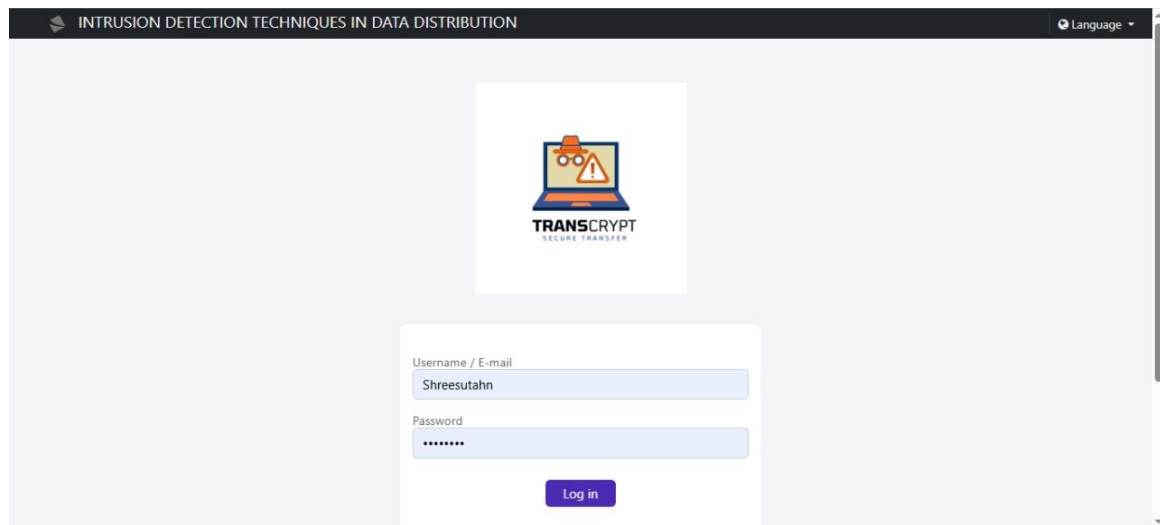 INTRUSION DETECTION TECHNIQUES IN DATA DISTRIBUTION
Language
TRANSCRYPT
SECURE TRANSFER
Username / E-mail
Shreesutahn
Password
••••••••
Log in